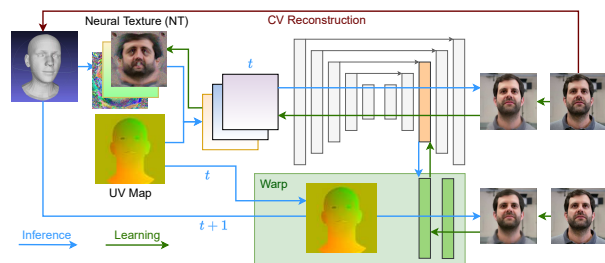 Neural Texture (NT)
CV Reconstruction
t
UV Map
t
Warp
t + 1
Inference
Learning